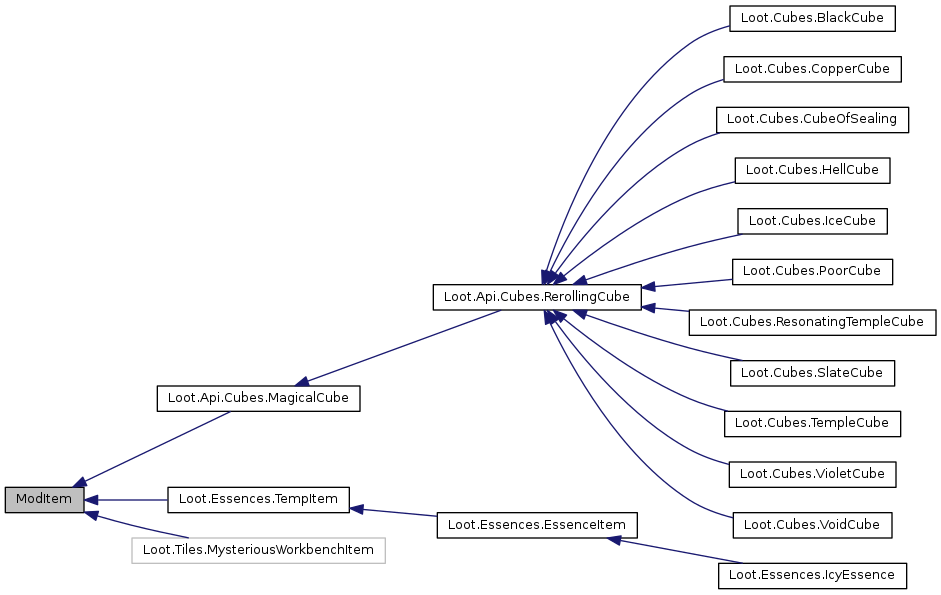 Loot.Cubes.BlackCube
Loot.Cubes.CopperCube
Loot.Cubes.CubeOfSealing
Loot.Cubes.HellCube
Loot.Cubes.IceCube
Loot.Cubes.PoorCube
Loot.Api.Cubes.RerollingCube
Loot.Cubes.ResonatingTempleCube
Loot.Cubes.SlateCube
Loot.Api.Cubes.MagicalCube
Loot.Cubes.TempleCube
Loot.Cubes.VioletCube
ModItem
Loot.Essences.TempItem
Loot.Essences.EssenceItem
Loot.Cubes.VoidCube
Loot.Tiles.MysteriousWorkbenchItem
Loot.Essences.IcyEssence